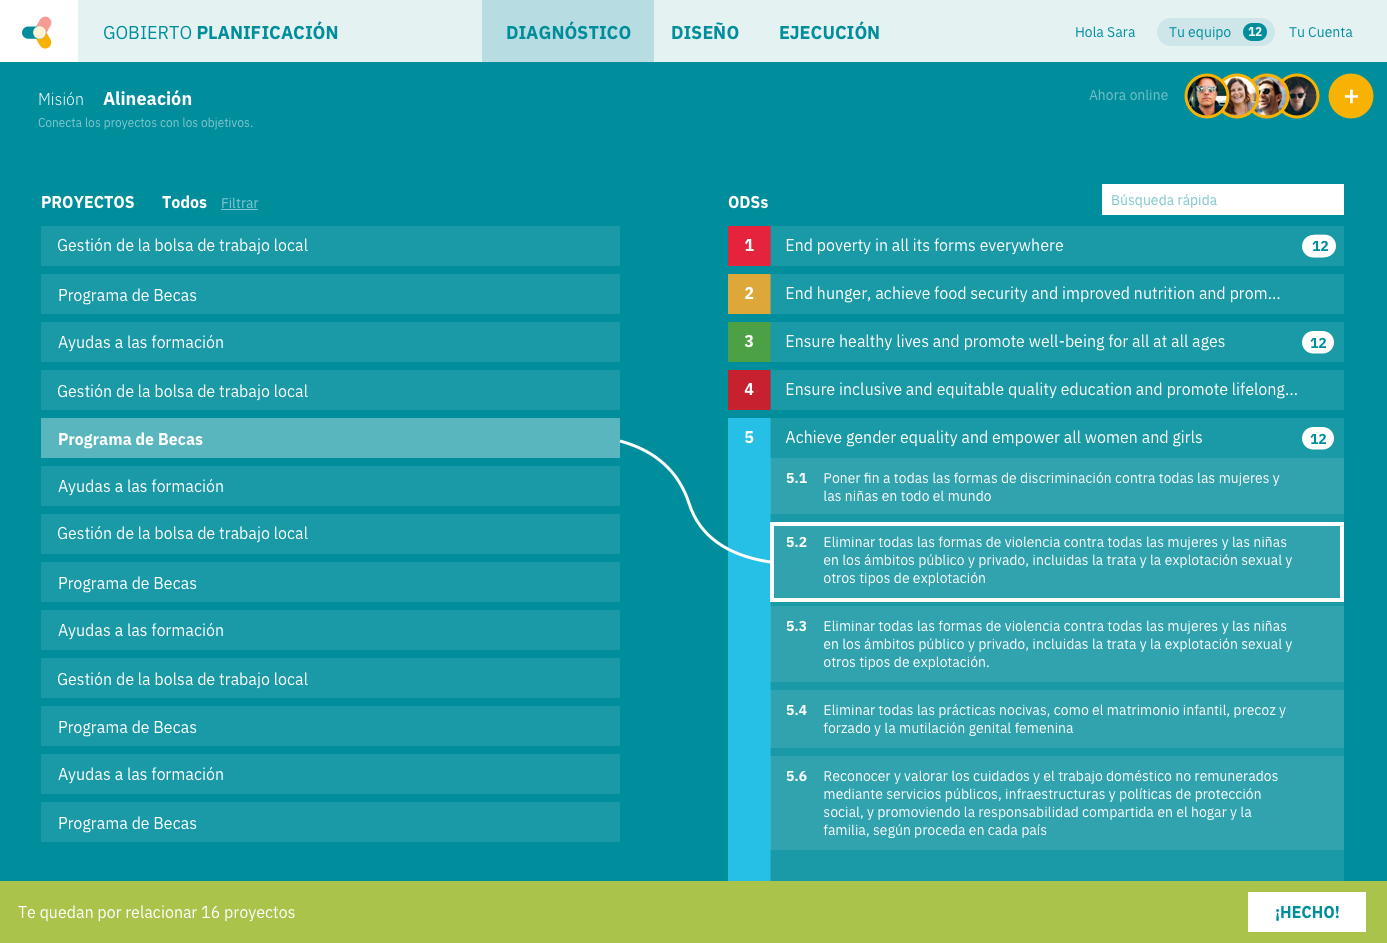 GOBIERTO PLANIFICACIÓN
DIAGNÓSTICO
DISEÑO
EJECUCIÓN
Hola Sara
Tu equipo 12
Tu Cuenta
Misión Alineación
Conecta los proyectos con los objetivos.
Ahora online
+
PROYECTOS Todos Filtrar
Gestión de la bolsa de trabajo local
Programa de Becas
Ayudas a las formación
Gestión de la bolsa de trabajo local
Programa de Becas
Ayudas a las formación
Gestión de la bolsa de trabajo local
Programa de Becas
Ayudas a las formación
Gestión de la bolsa de trabajo local
Programa de Becas
Ayudas a las formación
Programa de Becas
ODSs
Búsqueda rápida
1 End poverty in all its forms everywhere 12
2 End hunger, achieve food security and improved nutrition and prom...
3 Ensure healthy lives and promote well-being for all at all ages 12
4 Ensure inclusive and equitable quality education and promote lifelong...
5 Achieve gender equality and empower all women and girls 12
5.1 Poner fin a todas las formas de discriminación contra todas las mujeres y
las niñas en todo el mundo
5.2 Eliminar todas las formas de violencia contra todas las mujeres y las niñas
en los ámbitos público y privado, incluidas la trata y la explotación sexual y
otros tipos de explotación
5.3 Eliminar todas las formas de violencia contra todas las mujeres y las niñas
en los ámbitos público y privado, incluidas la trata y la explotación sexual y
otros tipos de explotación.
5.4 Eliminar todas las prácticas nocivas, como el matrimonio infantil, precoz y
forzado y la mutilación genital femenina
5.6 Reconocer y valorar los cuidados y el trabajo doméstico no remunerados
mediante servicios públicos, infraestructuras y políticas de protección
social, y promoviendo la responsabilidad compartida en el hogar y la
familia, según proceda en cada país
Te quedan por relacionar 16 proyectos
¡HECHO!